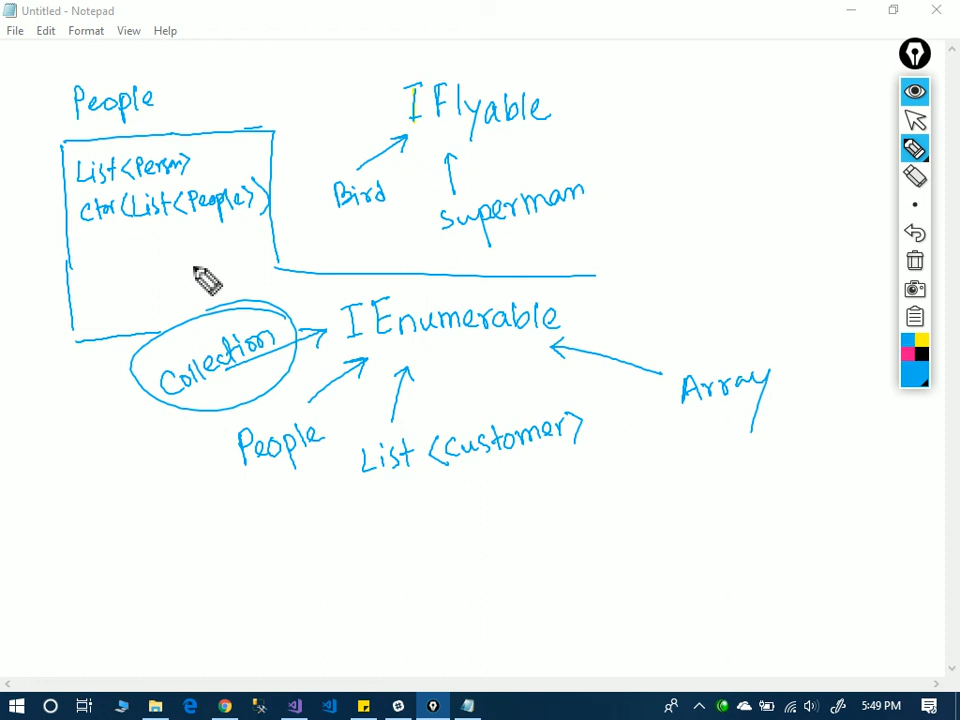 Untitled - Notepad
File Edit Format View Help
People
List<Person>
Ctor(List<People>)
IFlyable
Bird
superman
IEnumerable
Collection
People
List <Customer>
Array
5:49 PM